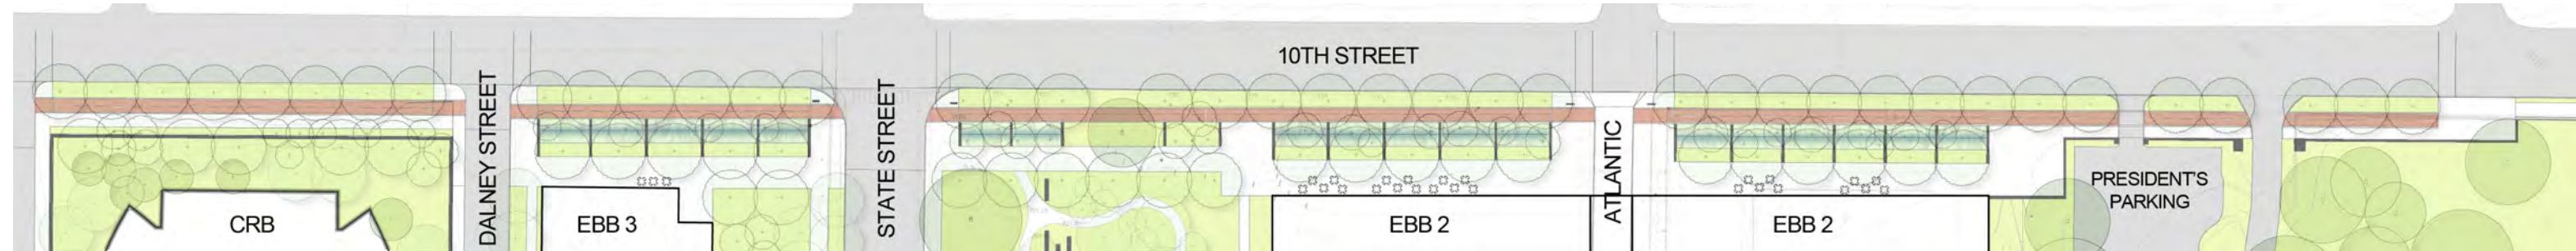 10TH STREET
CRB
DALNEY STREET
EBB 3
STATE STREET
EBB 2
ATLANTIC
EBB 2
PRESIDENT'S
PARKING